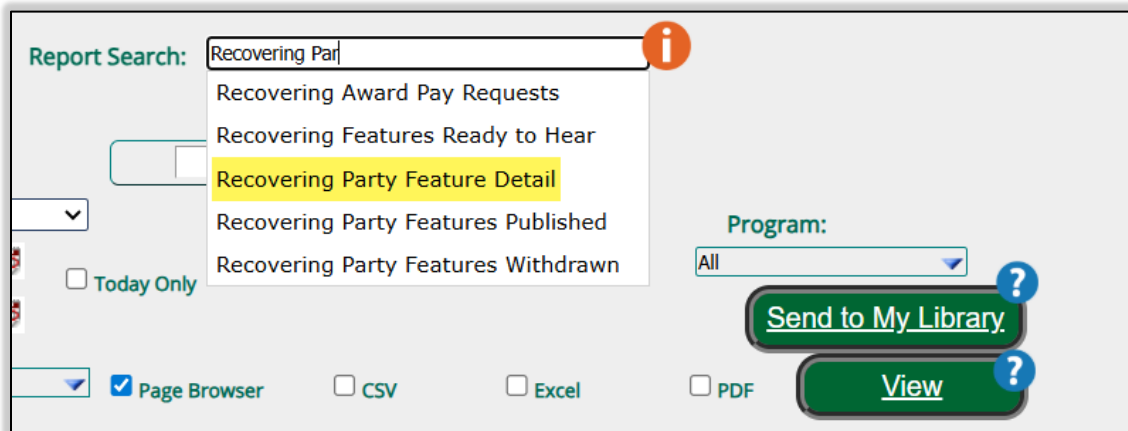 Report Search: Recovering Par i
Recovering Award Pay Requests
Recovering Features Ready to Hear
Recovering Party Feature Detail
Recovering Party Features Published
Recovering Party Features Withdrawn
Program:
All
Today Only
?
Send to My Library
?
Page Browser CSV Excel PDF View